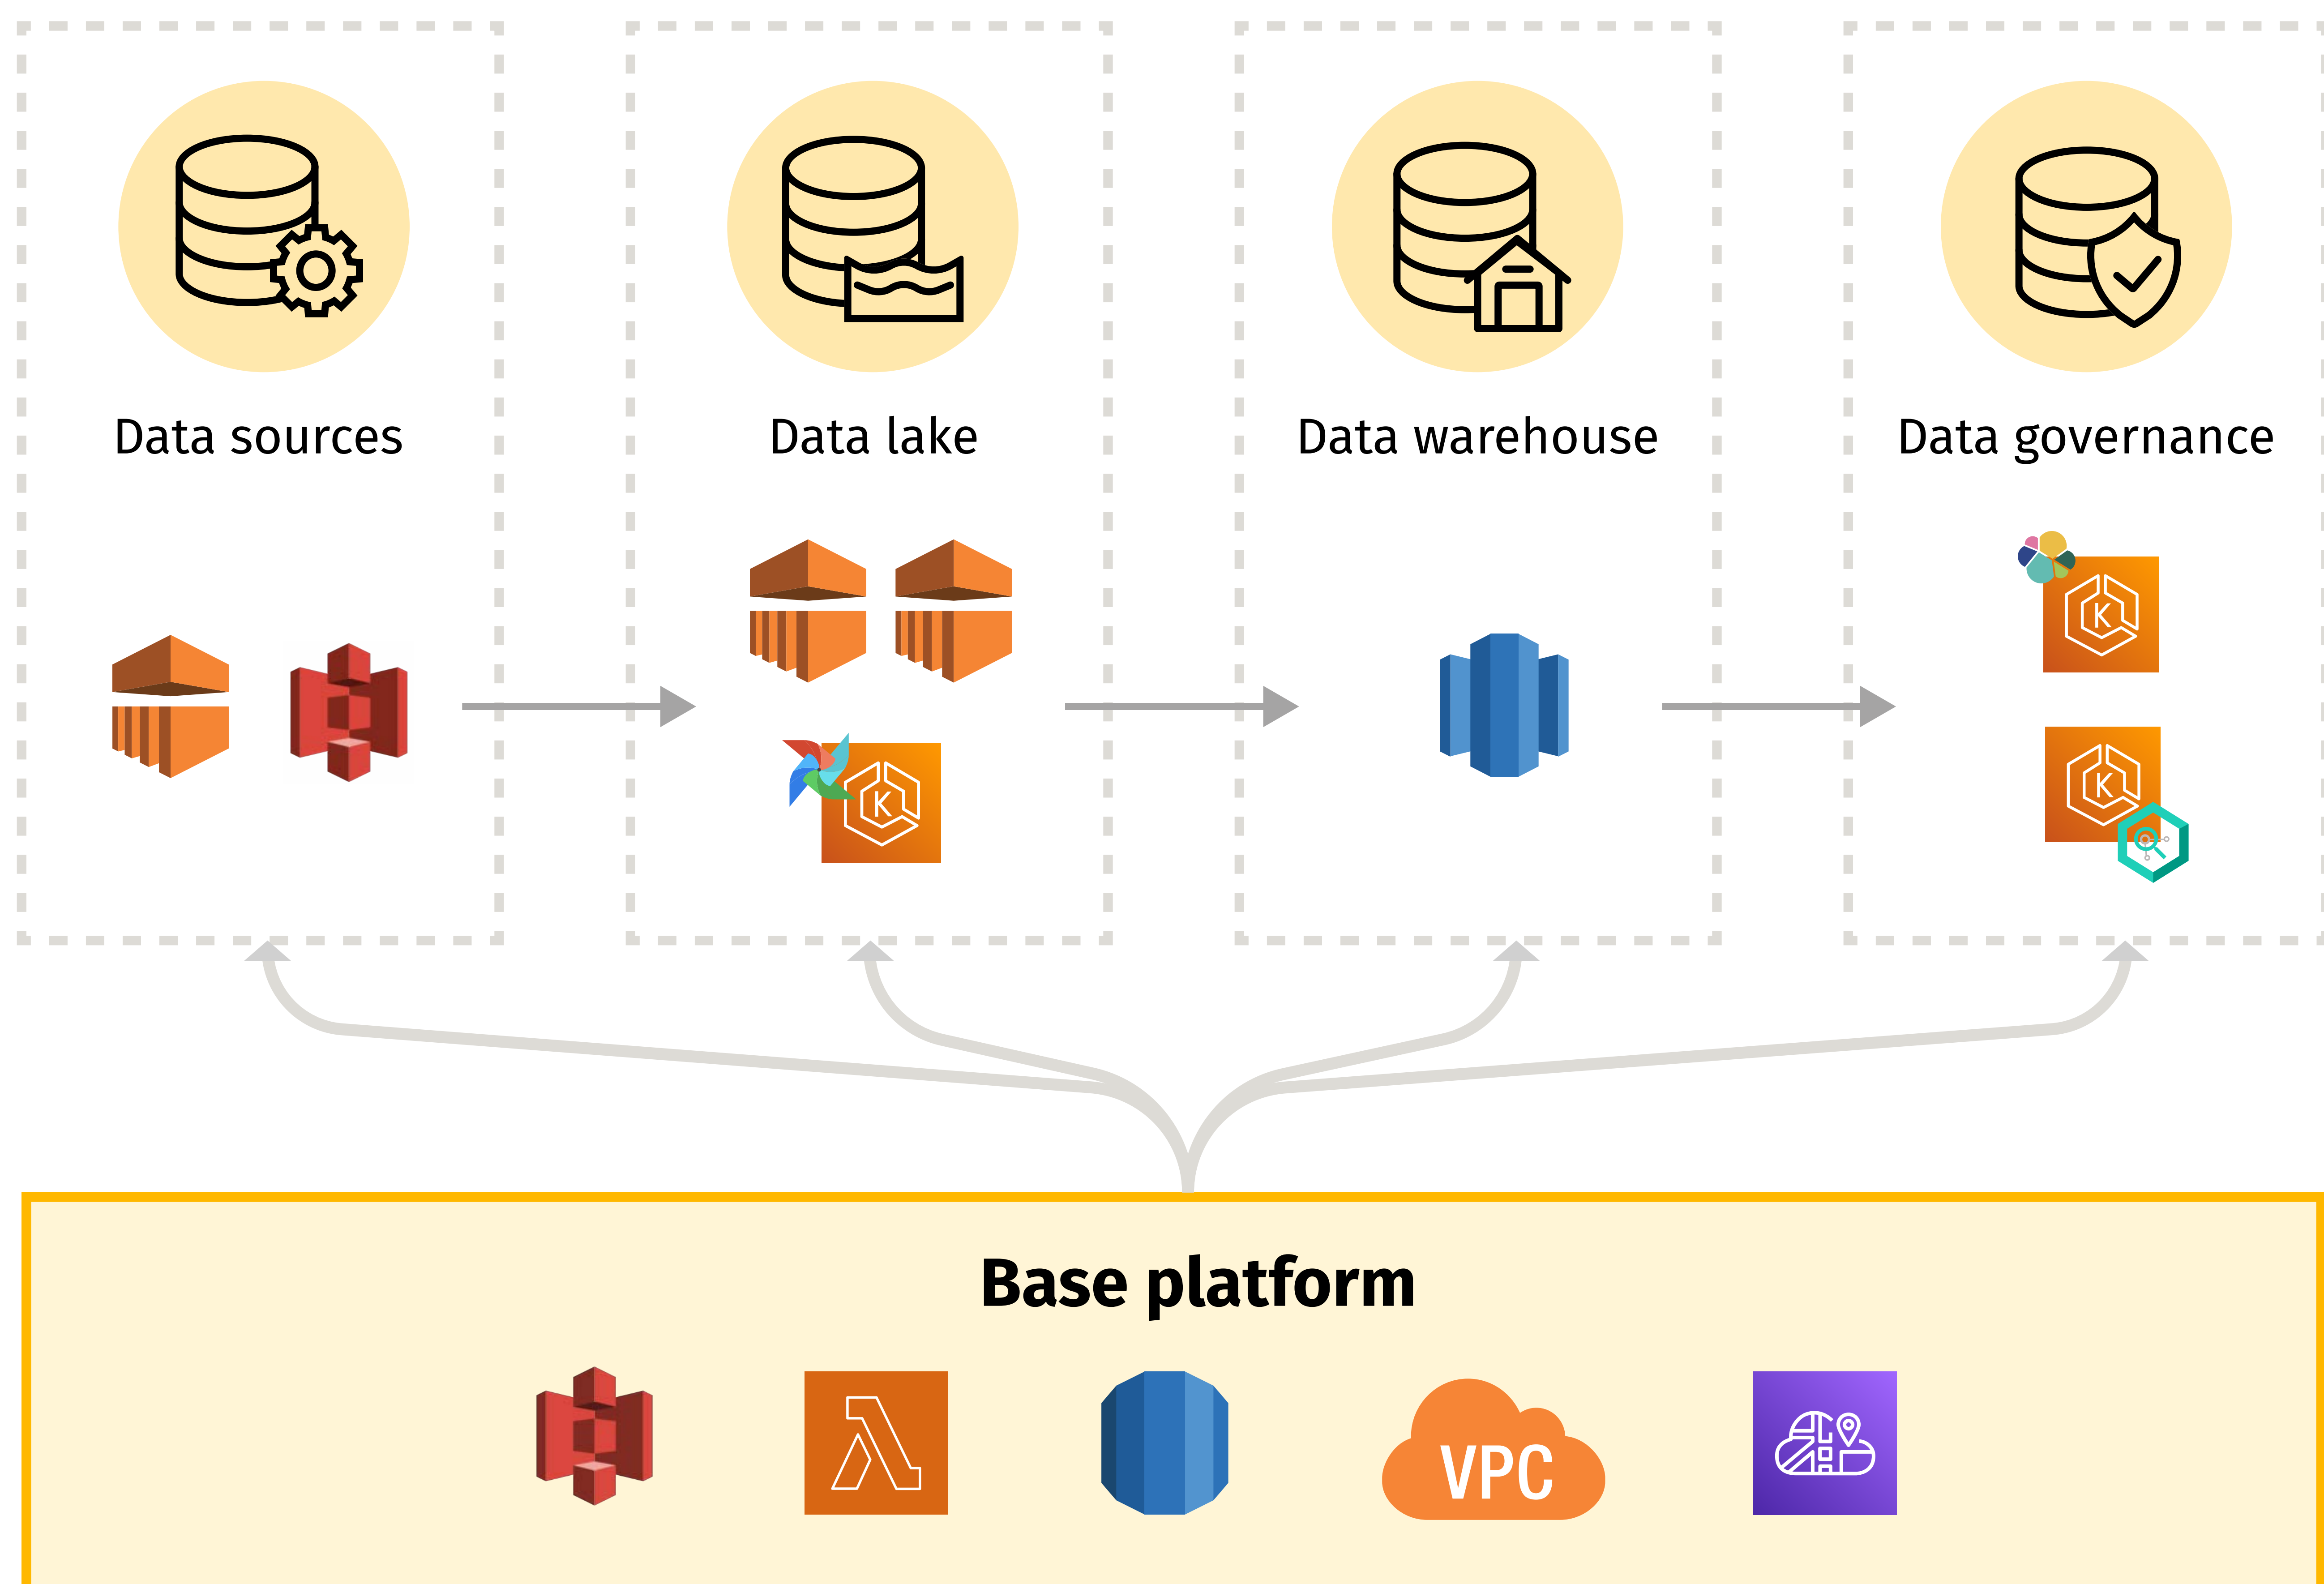 Data sources
Data lake
Data warehouse
Data governance
K
K
K
Base platform
VPC